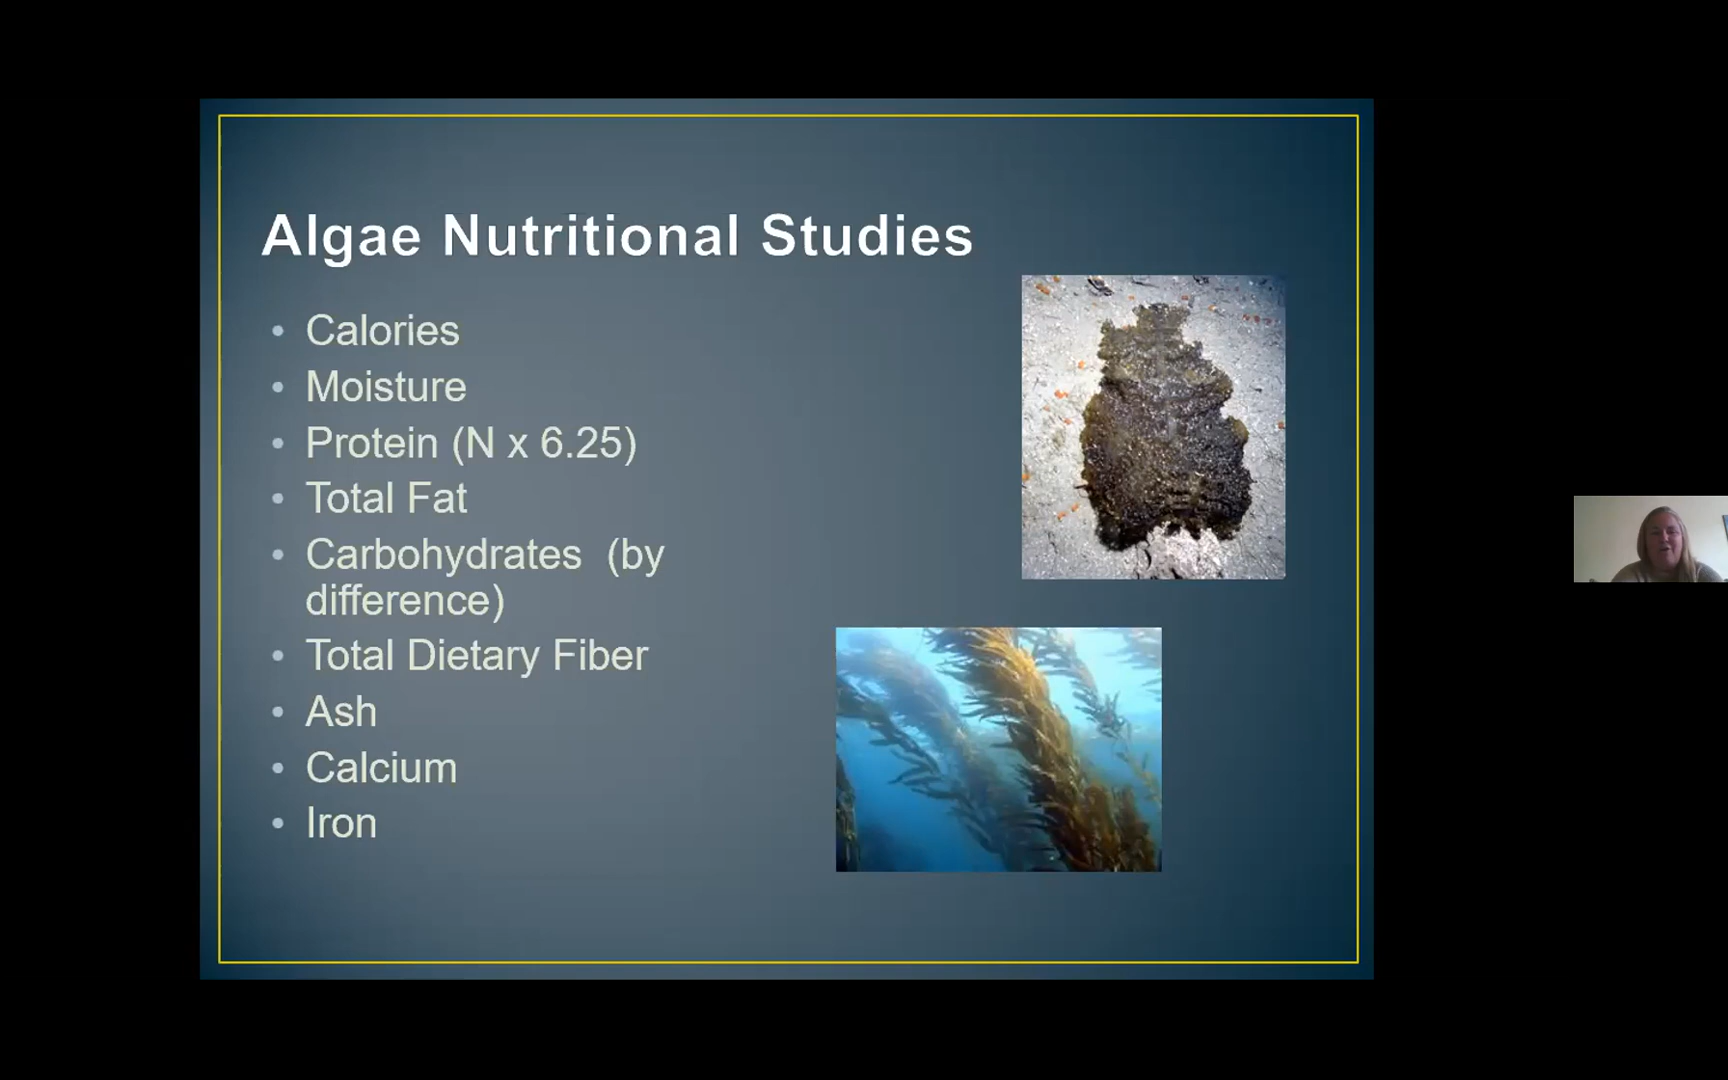 Algae Nutritional Studies
• Calories
• Moisture
• Protein (N x 6.25)
• Total Fat
• Carbohydrates (by
difference)
• Total Dietary Fiber
• Ash
• Calcium
• Iron